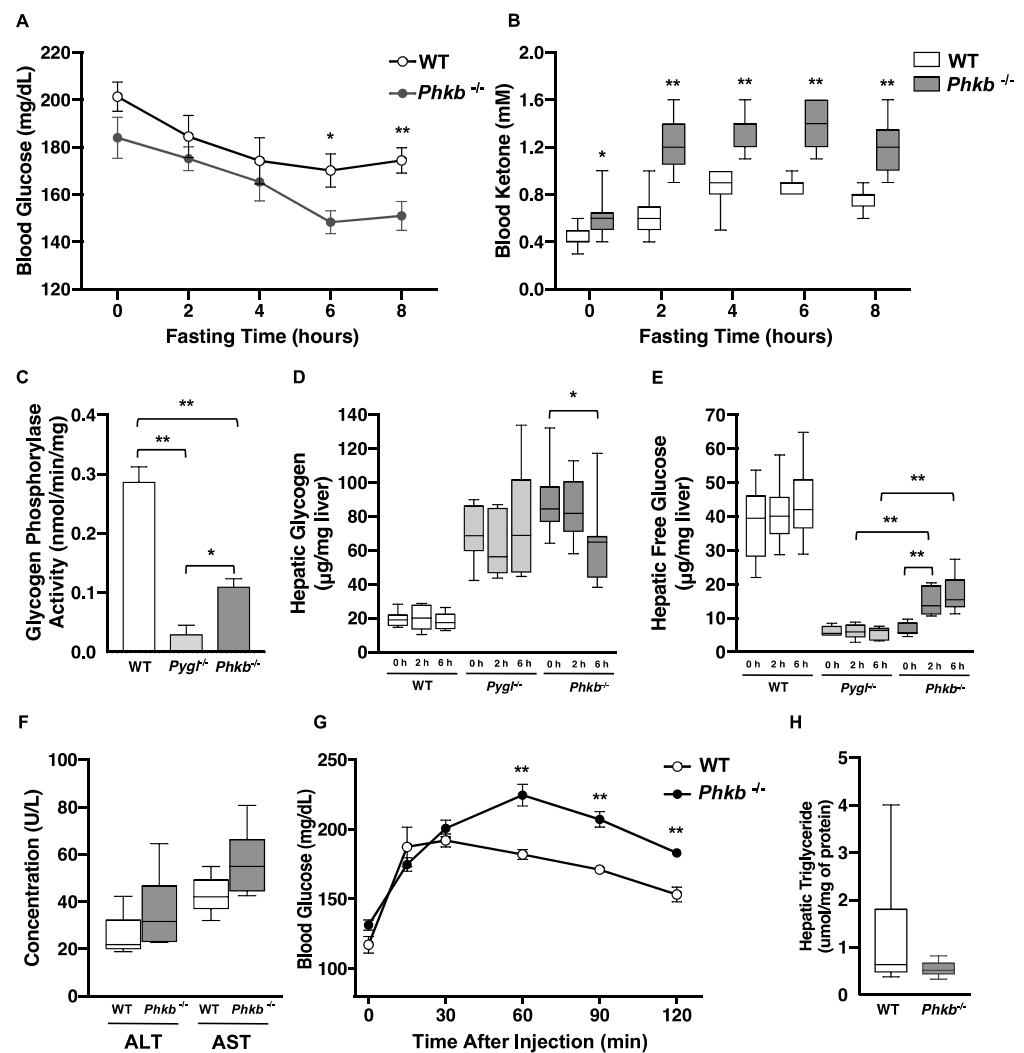 A
Blood Glucose (mg/dL)
220
200
180
160
140
120
0 2 4 6 8
Fasting Time (hours)
WT
Phkb -/-
* **
B
Blood Ketone (mM)
2.0
1.6
1.2
0.8
0.4
0.0
0 2 4 6 8
Fasting Time (hours)
WT
Phkb -/-
* ** ** ** **
C
Glycogen Phosphorylase
Activity (nmol/min/mg)
0.4
0.3
0.2
0.1
0.0
** ** *
WT Pygl-/- Phkb-/-
D
Hepatic Glycogen
(µg/mg liver)
140
120
100
80
60
40
20
0
*
0 h 2 h 6 h 0 h 2 h 6 h 0 h 2 h 6 h
WT Pygl-/- Phkb-/-
E
Hepatic Free Glucose
(µg/mg liver)
70
60
50
40
30
20
10
0
** ** **
0 h 2 h 6 h 0 h 2 h 6 h 0 h 2 h 6 h
WT Pygl-/- Phkb-/-
F
Concentration (U/L)
100
80
60
40
20
0
WT Phkb-/- WT Phkb-/-
ALT AST
G
Blood Glucose (mg/dL)
250
200
150
100
0 30 60 90 120
Time After Injection (min)
WT
Phkb -/-
** ** **
H
Hepatic Triglyceride
(umol/mg of protein)
5
4
3
2
1
0
WT Phkb-/-